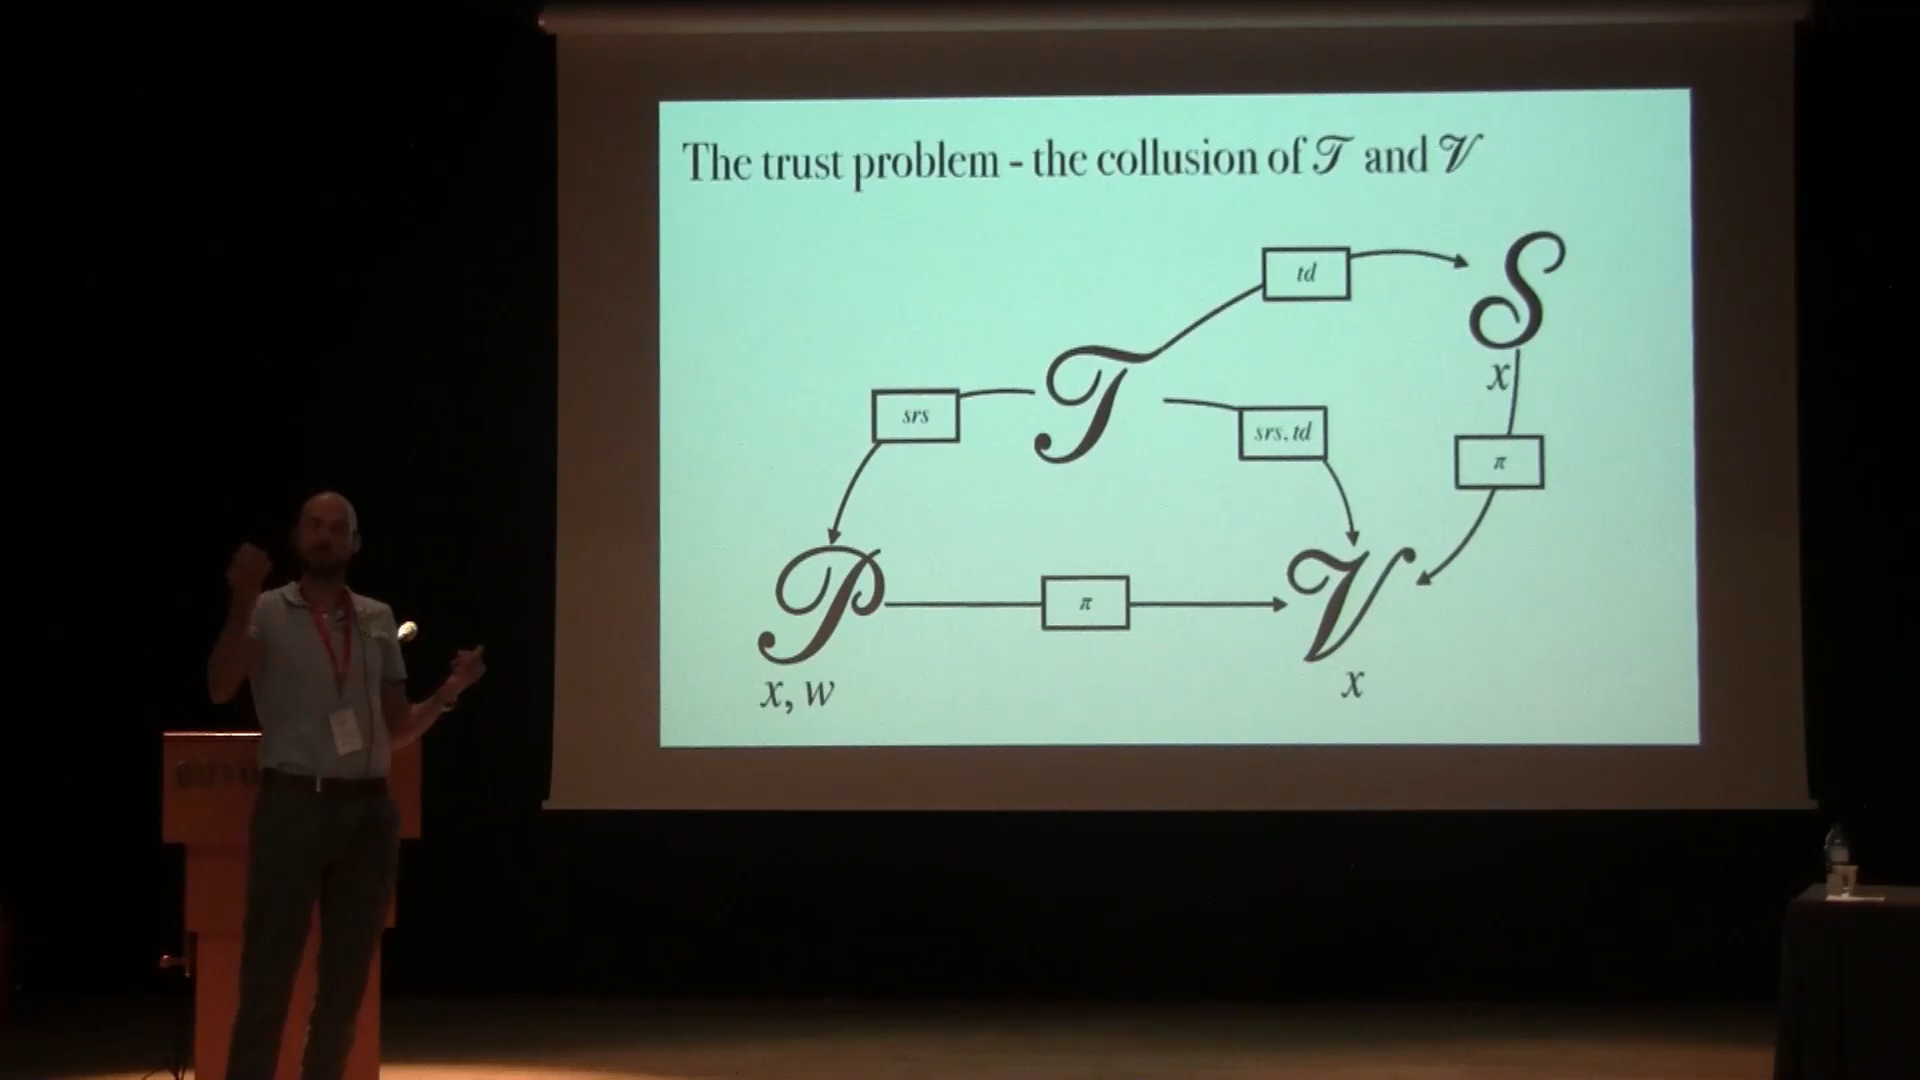 The trust problem - the collusion of 𝒯 and 𝒱
td
𝒮
x
srs
𝒯
srs, td
π
𝒫
π
𝒱
x, w
x